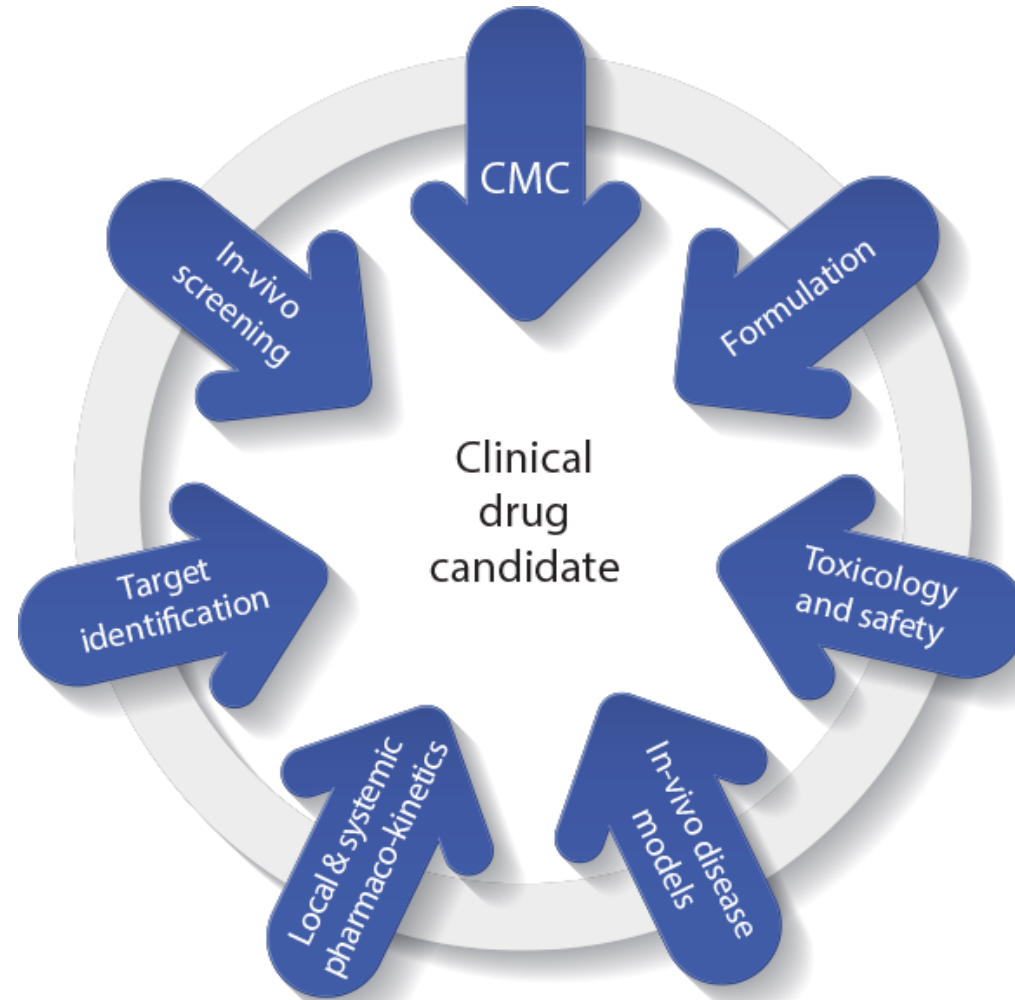 CMC
Formulation
Toxicology
and safety
In-vivo disease
models
Local & systemic
pharmaco-kinetics
Target
identification
In-vivo
screening
Clinical
drug
candidate